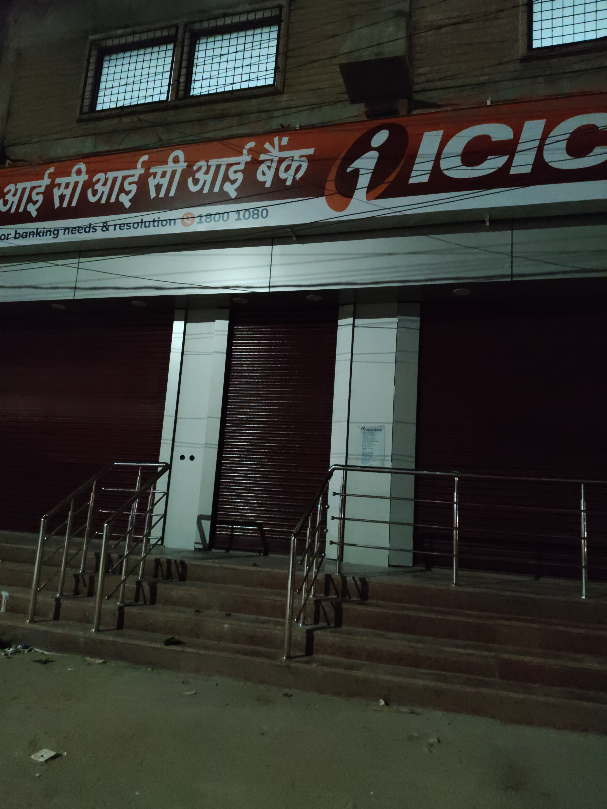 आई सी आई सी आई बैंक ICIC
or banking needs & resolution 1800 1080